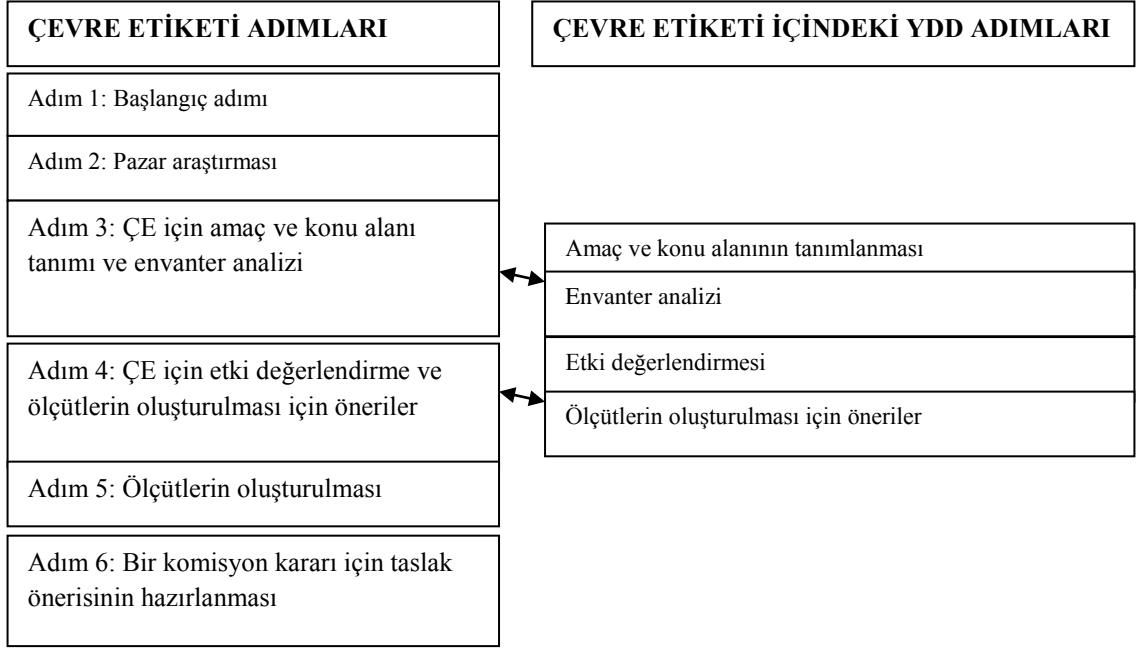 ÇEVRE ETİKETİ ADIMLARI
ÇEVRE ETİKETİ İÇİNDEKİ YDD ADIMLARI
Adım 1: Başlangıç adımı
Adım 2: Pazar araştırması
Adım 3: ÇE için amaç ve konu alanı
tanımı ve envanter analizi
Amaç ve konu alanının tanımlanması
Envanter analizi
Adım 4: ÇE için etki değerlendirme ve
ölçütlerin oluşturulması için öneriler
Etki değerlendirmesi
Ölçütlerin oluşturulması için öneriler
Adım 5: Ölçütlerin oluşturulması
Adım 6: Bir komisyon kararı için taslak
önerisinin hazırlanması